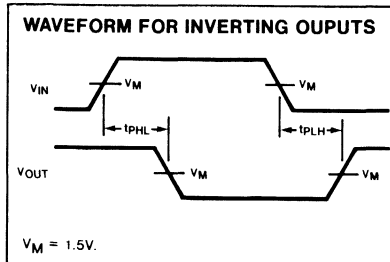 WAVEFORM FOR INVERTING OUPUTS
VIN
VM
VM
tPHL
tPLH
VOUT
VM
VM
VM = 1.5V.